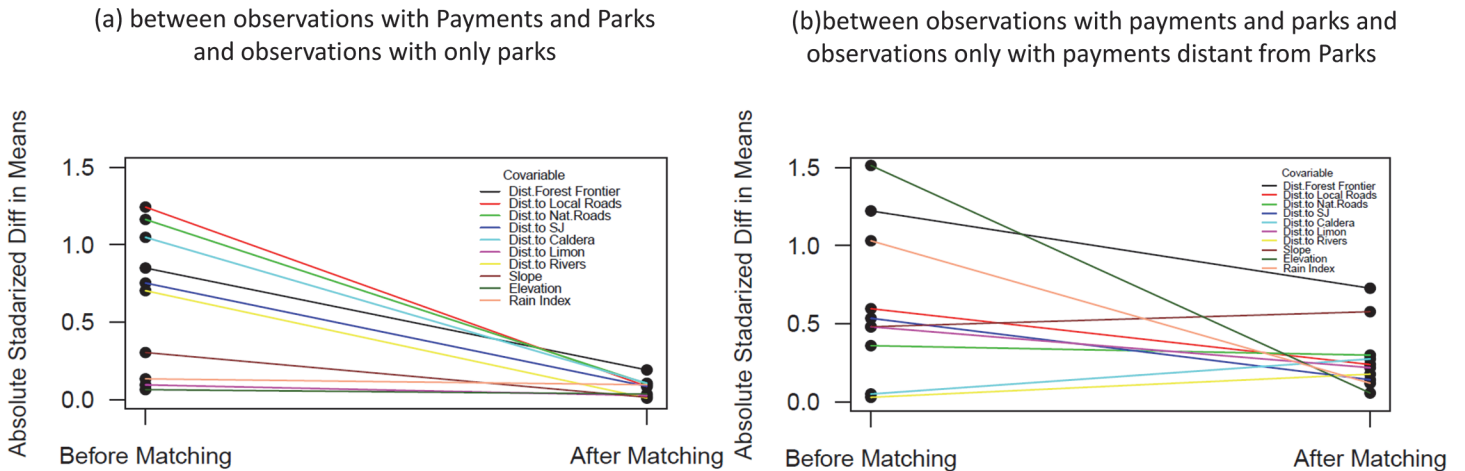 (a) between observations with Payments and Parks
and observations with only parks
Absolute Stadarized Diff in Means
1.5
1.0
0.5
0.0
Covariable
Dist.Forest Frontier
Dist.to Local Roads
Dist.to Nat.Roads
Dist.to SJ
Dist.to Caldera
Dist.to Limon
Dist.to Rivers
Slope
Elevation
Rain Index
Before Matching
After Matching
(b)between observations with payments and parks and
observations only with payments distant from Parks
Absolute Stadarized Diff in Means
1.5
1.0
0.5
0.0
Covariable
Dist.Forest Frontier
Dist.to Local Roads
Dist.to Nat.Roads
Dist.to SJ
Dist.to Caldera
Dist.to Limon
Dist.to Rivers
Slope
Elevation
Rain Index
Before Matching
After Matching